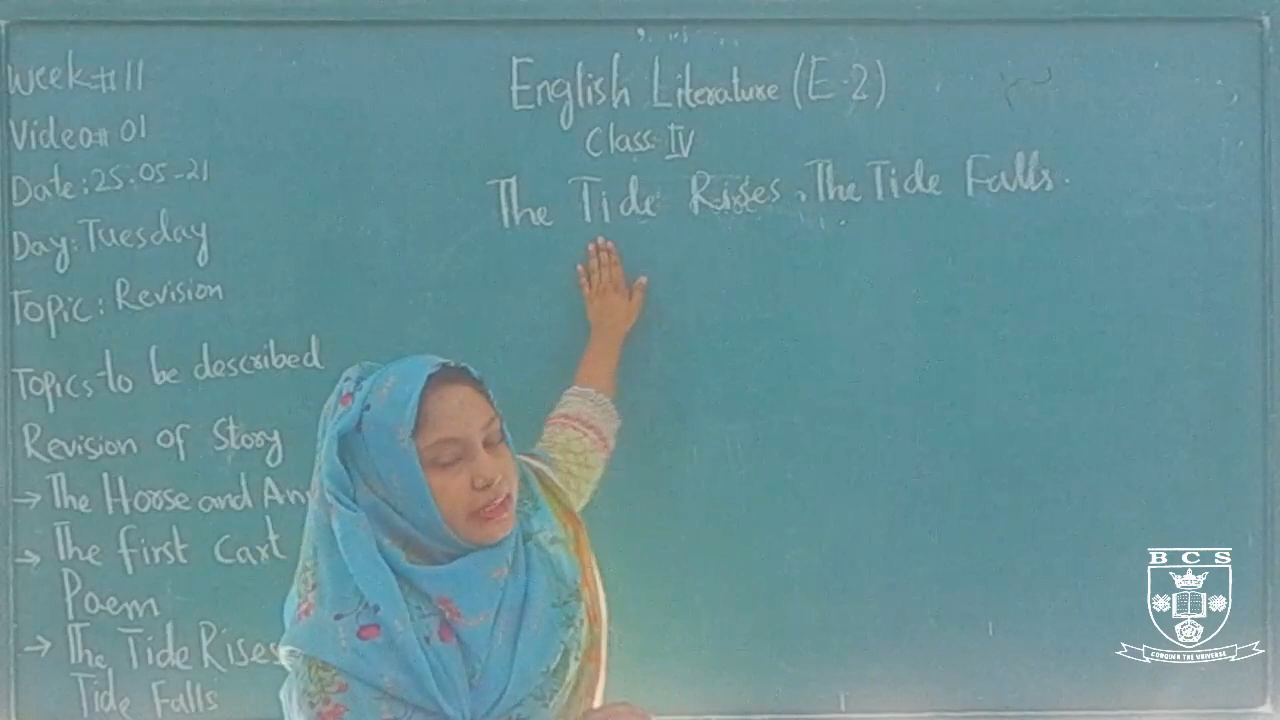 Week#11
Video# 01
Date: 25.05-21
Day: Tuesday
Topic: Revision
Topics to be described
Revision of Story
→ The Horse and
→ The first Cart
Poem
→ The Tide Rises
Tide Falls
English Literature (E-2)
Class IV
The Tide Rises, The Tide Falls.
BCS
CONQUER THE UNIVERSE